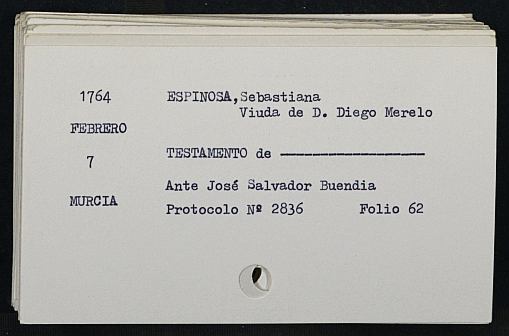 1764 ESPINOSA, Sebastiana
Viuda de D. Diego Merelo
FEBRERO
7 TESTAMENTO de
Ante José Salvador Buendia
MURCIA Protocolo Nº 2836 Folio 62